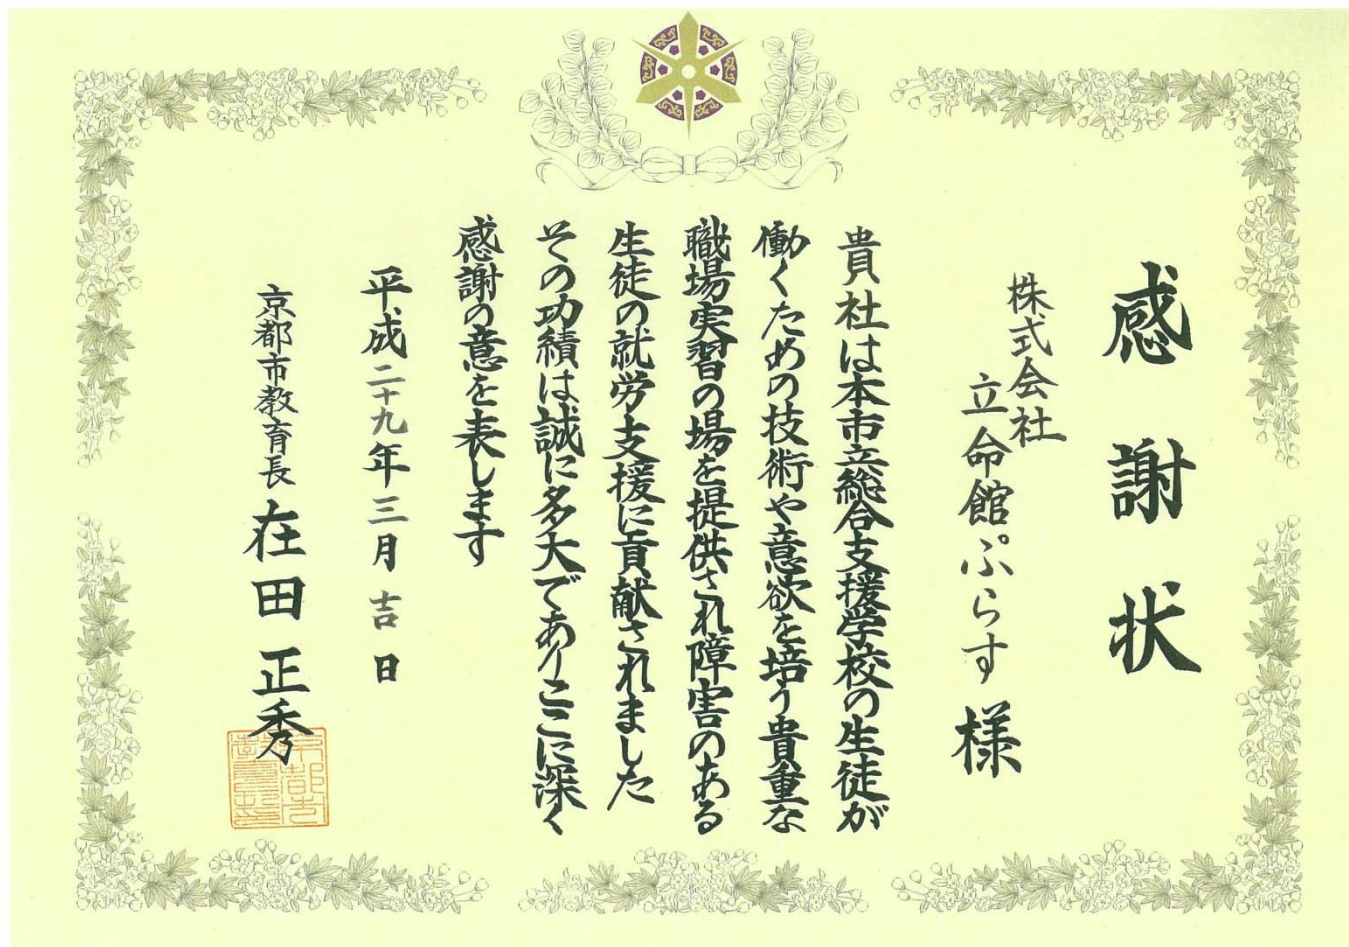 感謝状
株式会社
立命館ぷらす 様
貴社は本市立総合支援学校の生徒が
働くための技術や意欲を培う貴重な
職場実習の場を提供され障害のある
生徒の就労支援に貢献されました
その功績は誠に多大でありここに深く
感謝の意を表します
平成二十九年三月吉日
京都市教育長 在田正秀